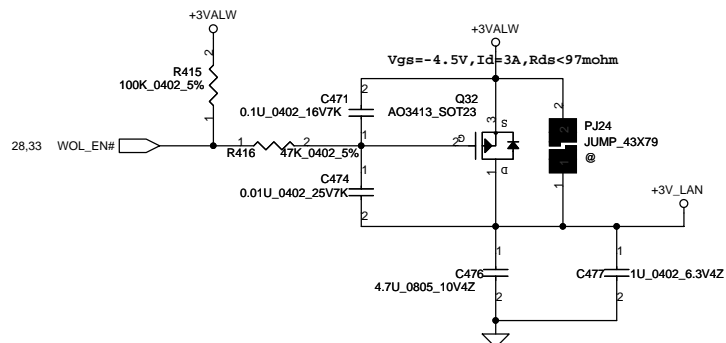 +3VALW
+3VALW
Vgs=-4.5V,Id=3A,Rds<97mohm
2
R415
100K_0402_5%
1
C471
0.1U_0402_16V7K
2
1
Q32
AO3413_SOT23
3
S
G
2
D
1
2
2
PJ24
JUMP_43X79
@
1
1
28,33
WOL_EN#
1
2
R416
47K_0402_5%
C474
0.01U_0402_25V7K
1
2
+3V_LAN
1
C476
4.7U_0805_10V4Z
2
1
C477
1U_0402_6.3V4Z
2